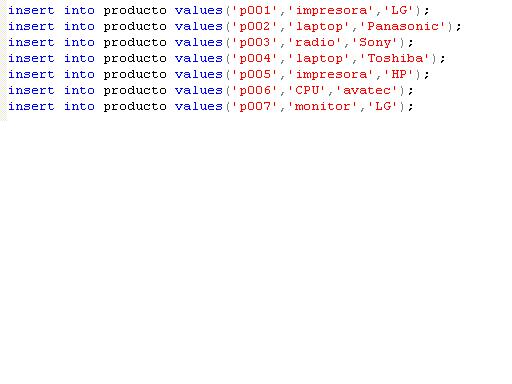 insert into producto values('p001','impresora','LG');
insert into producto values('p002','laptop','Panasonic');
insert into producto values('p003','radio','Sony');
insert into producto values('p004','laptop','Toshiba');
insert into producto values('p005','impresora','HP');
insert into producto values('p006','CPU','avatec');
insert into producto values('p007','monitor','LG');